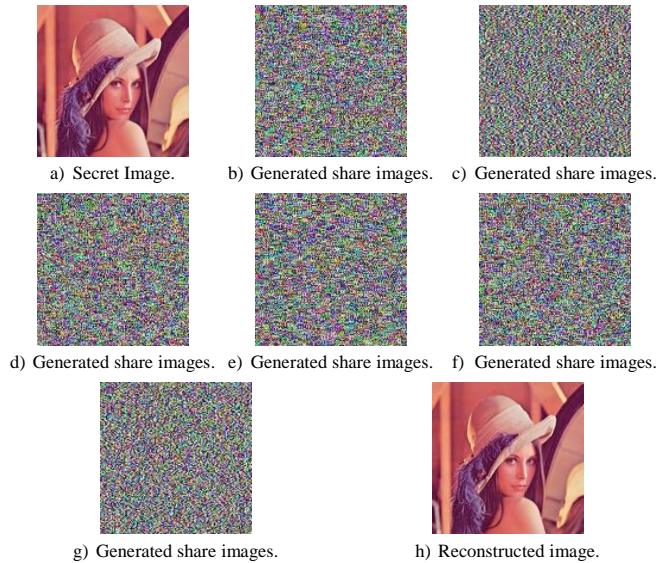 a) Secret Image.
b) Generated share images.
c) Generated share images.
d) Generated share images.
e) Generated share images.
f) Generated share images.
g) Generated share images.
h) Reconstructed image.